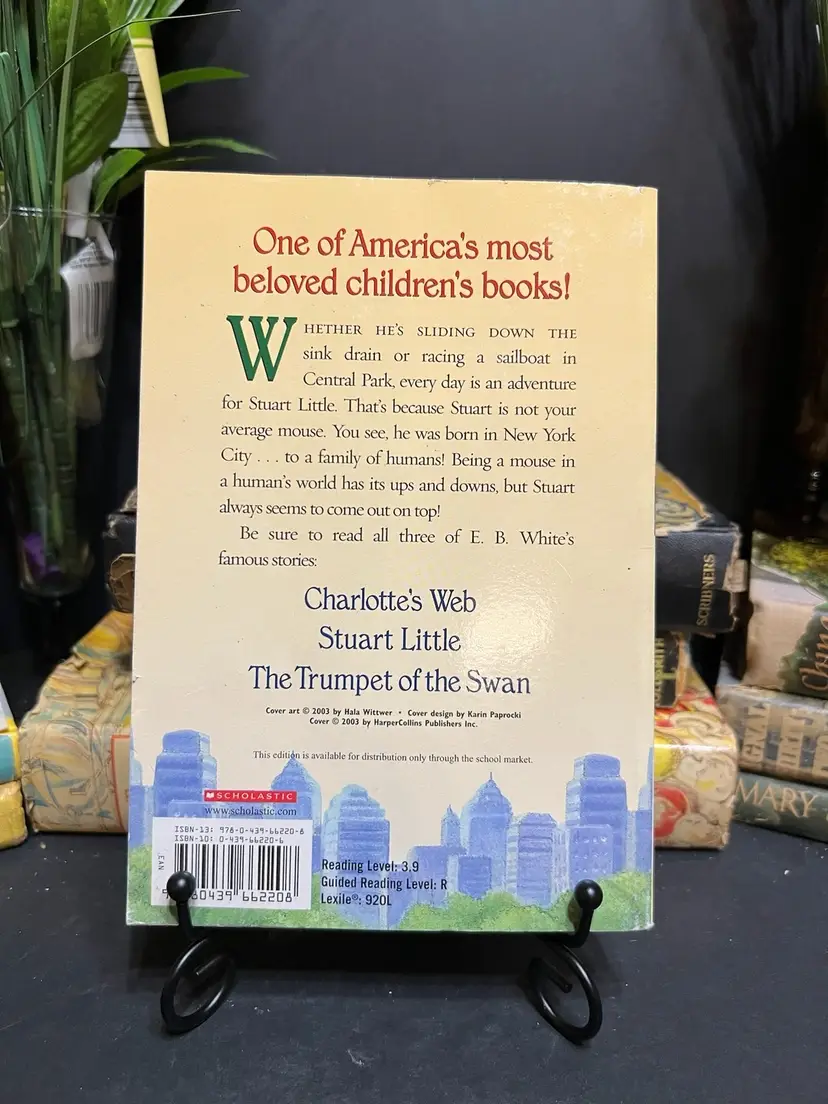 One of America's most
beloved children's books!
WHETHER HE'S SLIDING DOWN THE
sink drain or racing a sailboat in
Central Park, every day is an adventure
for Stuart Little. That's because Stuart is not your
average mouse. You see, he was born in New York
City . . . to a family of humans! Being a mouse in
a human's world has its ups and downs, but Stuart
always seems to come out on top!
Be sure to read all three of E. B. White's
famous stories:
Charlotte's Web
Stuart Little
The Trumpet of the Swan
Cover art © 2003 by Hala Wittwer • Cover design by Karin Paprocki
Cover © 2003 by HarperCollins Publishers Inc.
This edition is available for distribution only through the school market.
SCHOLASTIC
www.scholastic.com
ISBN-13: 978-0-439-66220-8
ISBN-10: 0-439-66220-6
EAN
80439 662208
Reading Level: 3.9
Guided Reading Level: R
Lexile®: 920L
SCRIBNERS
MARY